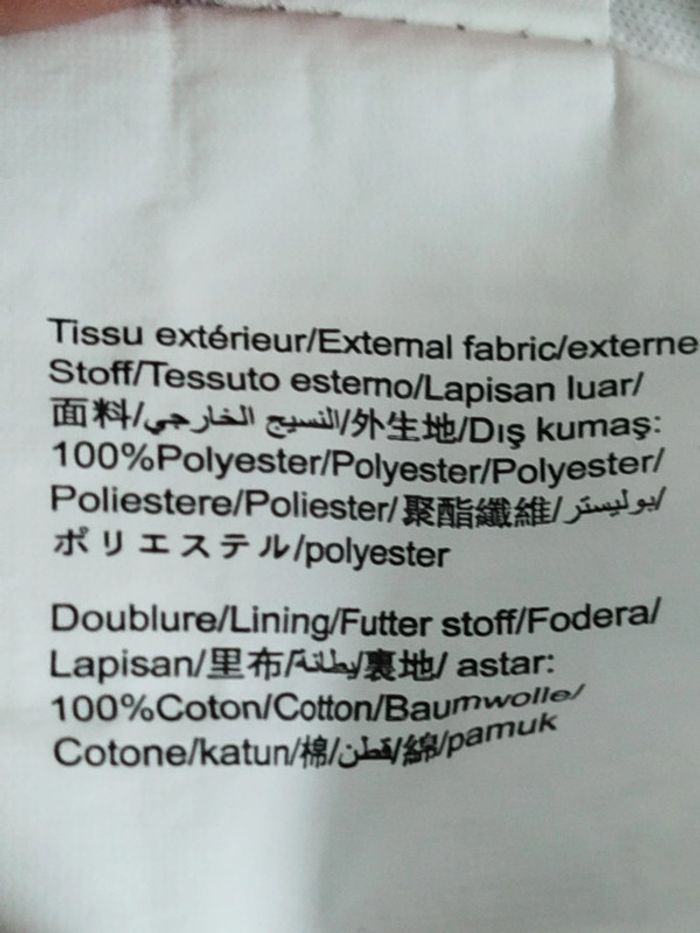 Tissu extérieur/External fabric/externe
Stoff/Tessuto esterno/Lapisan luar/
面料/النسيج الخارجي/外生地/Dış kumaş:
100%Polyester/Polyester/Polyester/
Poliestere/Poliester/聚酯纖維/بوليستر/
ポリエステル/polyester
Doublure/Lining/Futter stoff/Fodera/
Lapisan/里布/بطانة/裏地/ astar:
100%Coton/Cotton/Baumwolle/
Cotone/katun/棉/قطن/綿/pamuk